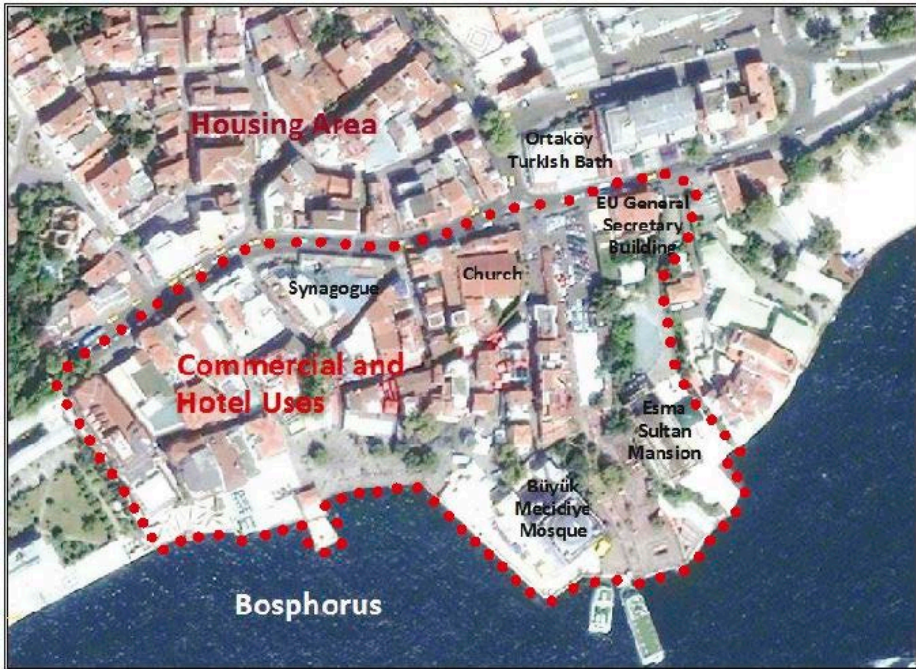 Housing Area
Ortaköy
Turkish Bath
EU General
Secretary
Building
Church
Synagogue
Commercial and
Hotel Uses
Esma
Sultan
Mansion
Büyük
Mecidiye
Mosque
Bosphorus